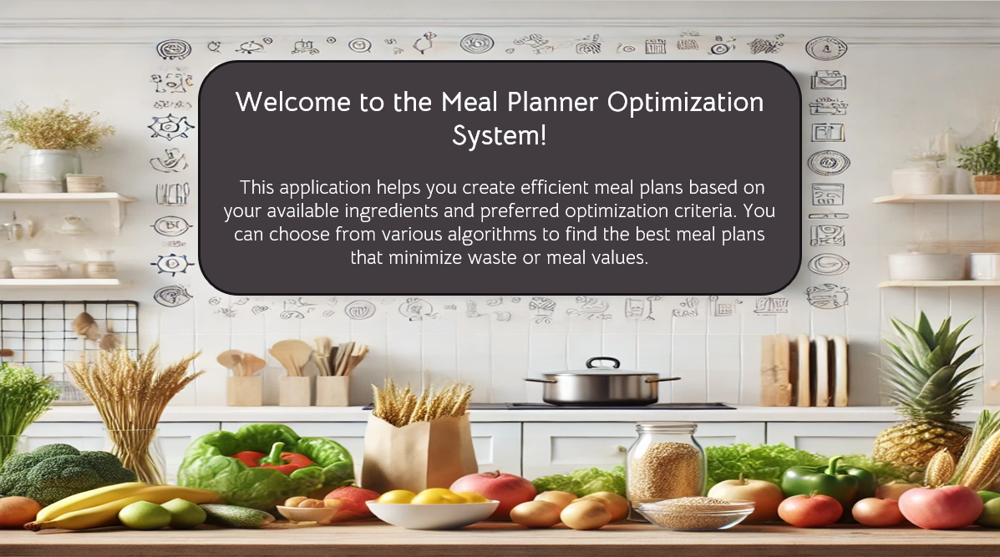 Welcome to the Meal Planner Optimization
System!
This application helps you create efficient meal plans based on
your available ingredients and preferred optimization criteria. You
can choose from various algorithms to find the best meal plans
that minimize waste or meal values.